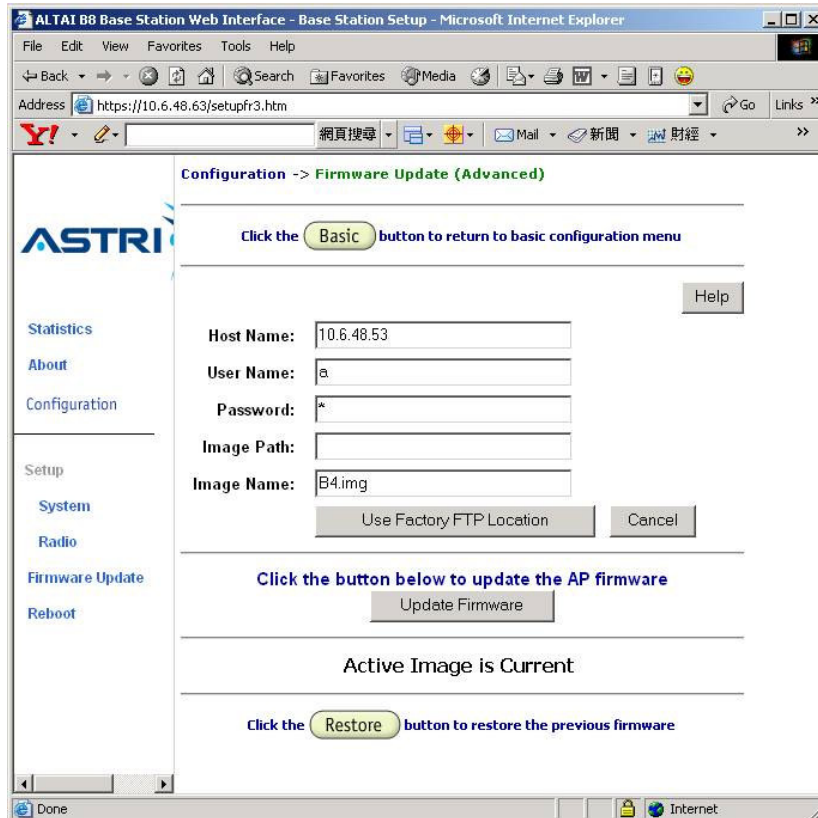 ALTAI B8 Base Station Web Interface - Base Station Setup - Microsoft Internet Explorer
File Edit View Favorites Tools Help
Back Search Favorites Media
Address https://10.6.48.63/setupfr3.htm Go Links »
Y! 網頁搜尋 Mail 新聞 財經 »
Configuration -> Firmware Update (Advanced)
ASTRI
Click the Basic button to return to basic configuration menu
Help
Statistics
About
Configuration
Setup
System
Radio
Firmware Update
Reboot
Host Name: 10.6.48.53
User Name: a
Password: *
Image Path:
Image Name: B4.img
Use Factory FTP Location Cancel
Click the button below to update the AP firmware
Update Firmware
Active Image is Current
Click the Restore button to restore the previous firmware
Done Internet